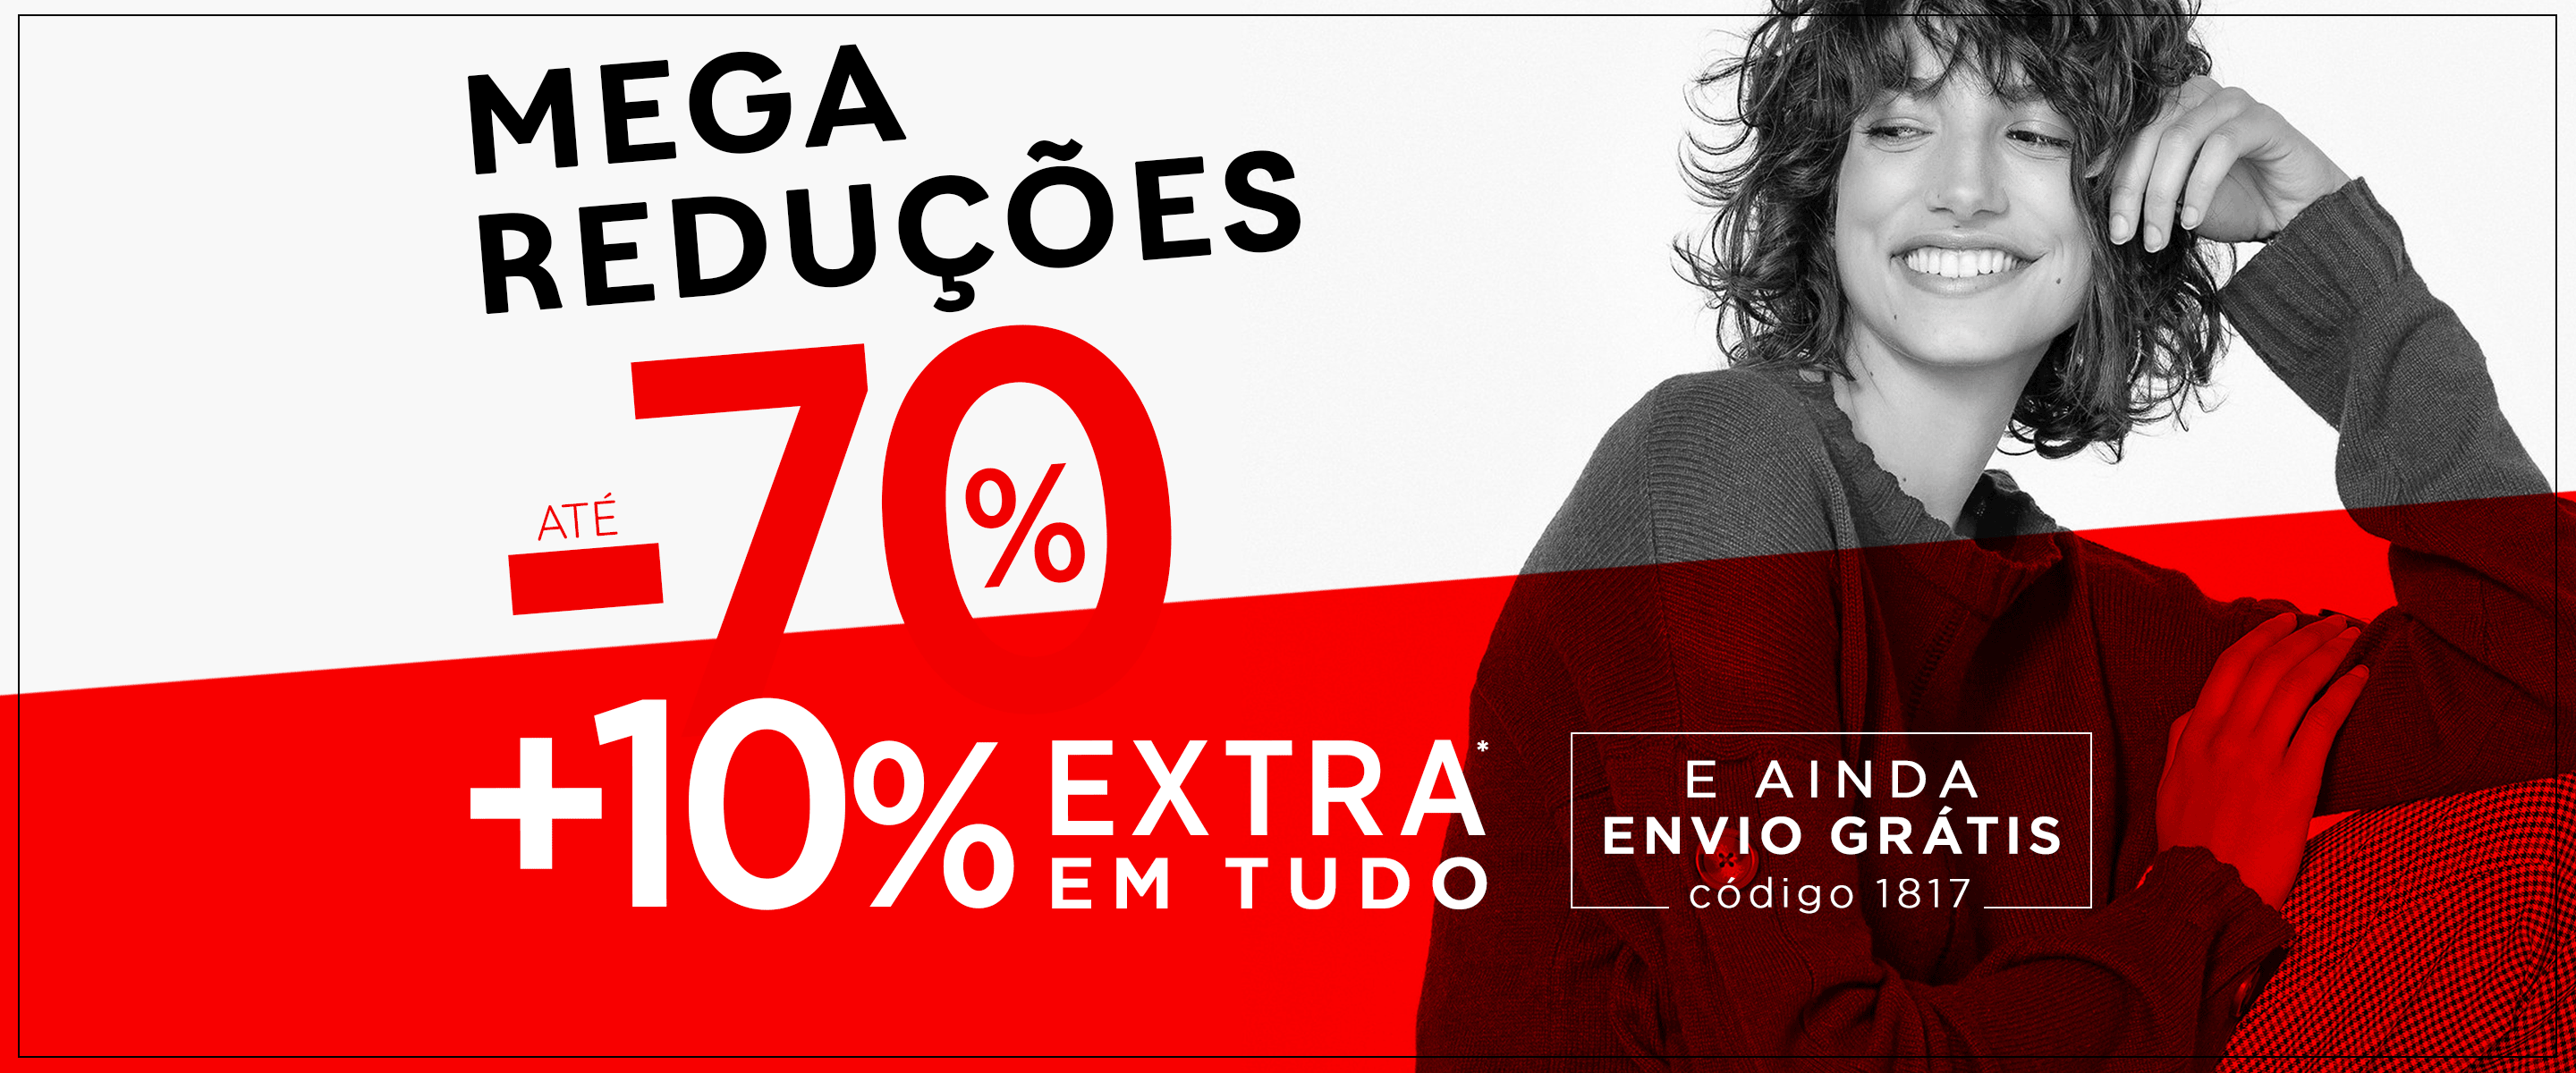 MEGA
REDUÇÕES
ATÉ
-70%
+10% EXTRA*
EM TUDO
E AINDA
ENVIO GRÁTIS
código 1817